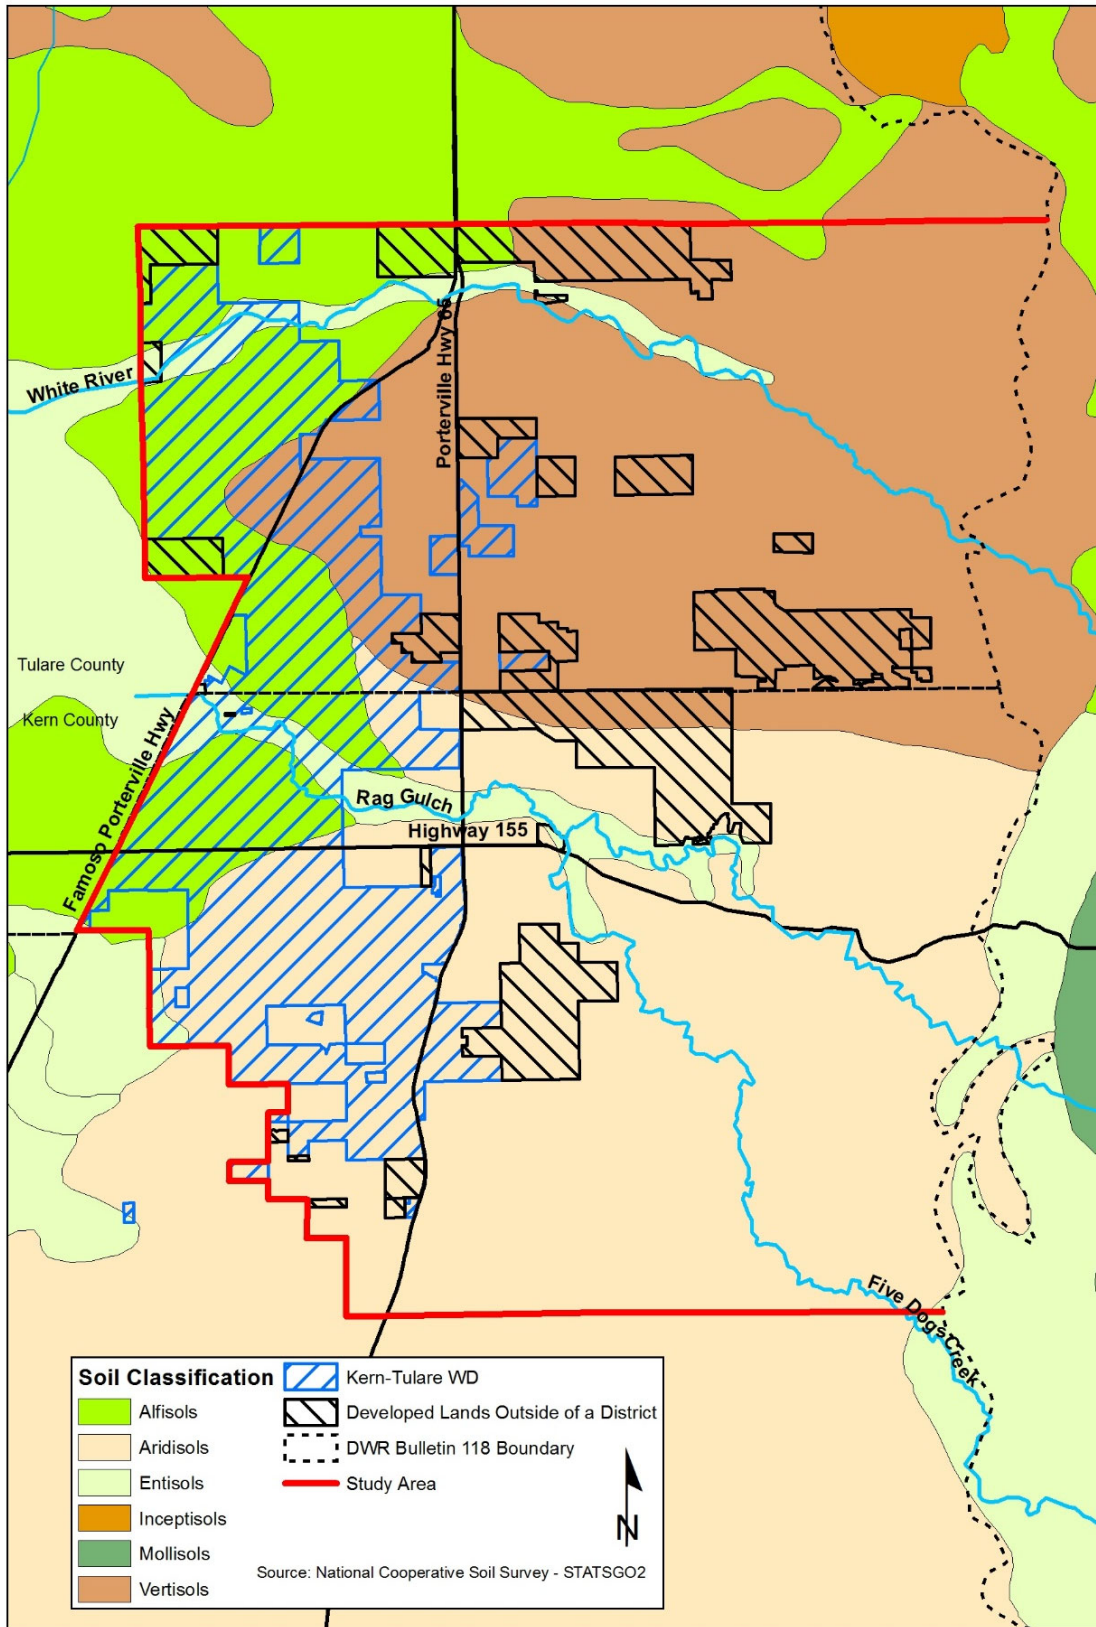 Porterville Hwy 65
White River
Tulare County
Kern County
Famoso Porterville Hwy
Rag Gulch
Highway 155
Five Dogs Creek
Soil Classification
Alfisols
Aridisols
Entisols
Inceptisols
Mollisols
Vertisols
Kern-Tulare WD
Developed Lands Outside of a District
DWR Bulletin 118 Boundary
Study Area
N
Source: National Cooperative Soil Survey - STATSGO2